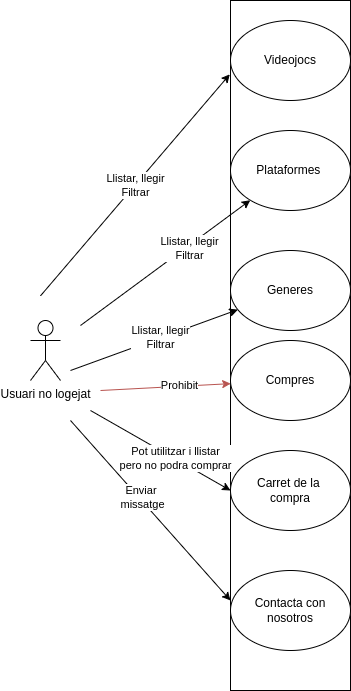 Videojocs
Llistar, llegir
Filtrar
Plataformes
Llistar, llegir
Filtrar
Generes
Llistar, llegir
Filtrar
Compres
Prohibit
Usuari no logejat
Pot utilitzar i llistar
pero no podra comprar
Carret de la
compra
Enviar
missatge
Contacta con
nosotros